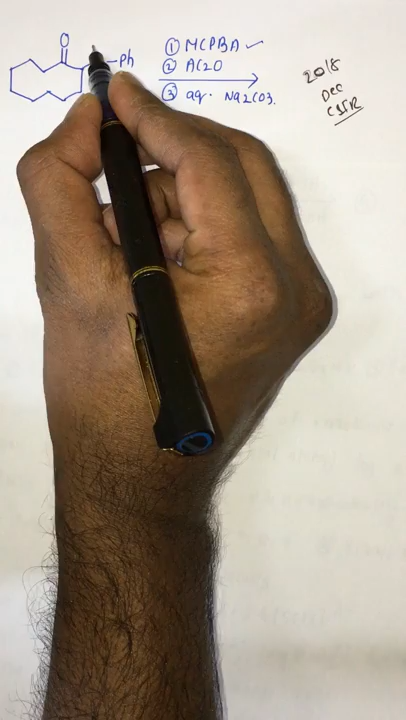 O
Ph
① MCPBA ✓
② AC2O
③ aq. Na2CO3.
2018
Dec
CSIR